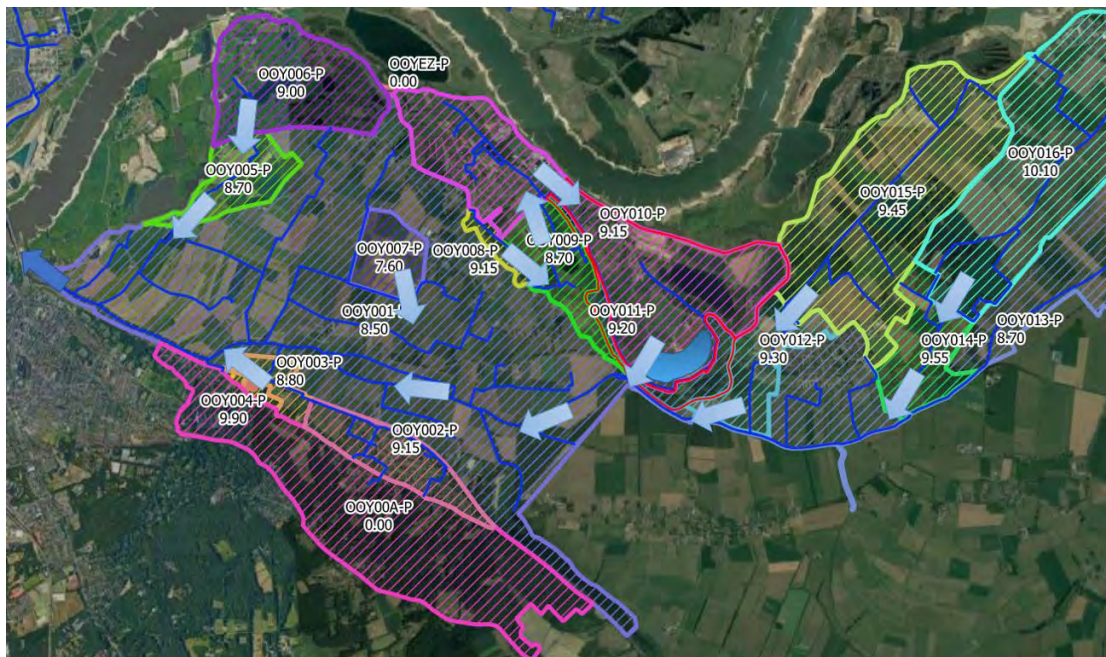 OOY006-P
9.00
OOYEZ-P
0.00
OOY005-P
8.70
OOY016-P
10.10
OOY015-P
9.45
OOY010-P
9.15
OOY009-P
8.70
OOY008-P
9.15
OOY007-P
7.60
OOY001-
8.50
OOY011-P
9.20
OOY013-P
8.70
OOY012-P
9.30
OOY014-P
9.55
OOY003-P
8.80
OOY004-P
9.90
OOY002-P
9.15
OOY00A-P
0.00